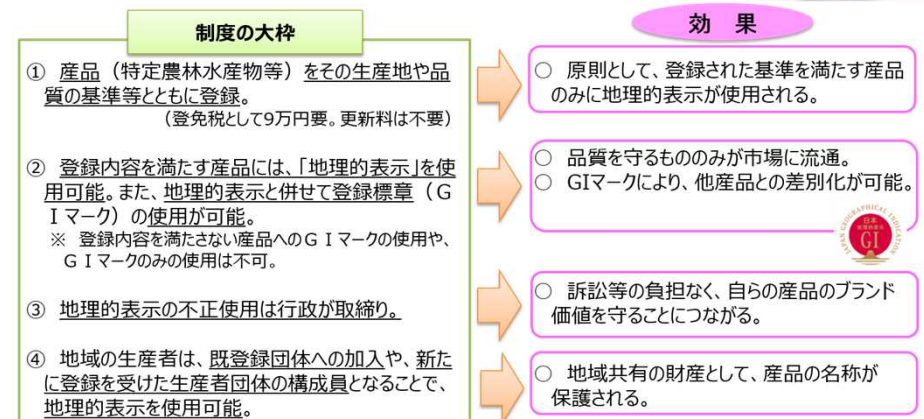 制度の大枠
① 産品（特定農林水産物等）をその生産地や品
質の基準等とともに登録。
（登免税として9万円要。更新料は不要）
② 登録内容を満たす産品には、「地理的表示」を使
用可能。また、地理的表示と併せて登録標章（G
Ｉマーク）の使用が可能。
※ 登録内容を満たさない産品へのＧＩマークの使用や、
ＧＩマークのみの使用は不可。
③ 地理的表示の不正使用は行政が取締り。
④ 地域の生産者は、既登録団体への加入や、新た
に登録を受けた生産者団体の構成員となることで、
地理的表示を使用可能。
効 果
○ 原則として、登録された基準を満たす産品
のみに地理的表示が使用される。
○ 品質を守るもののみが市場に流通。
○ GIマークにより、他産品との差別化が可能。
JAPAN GEOGRAPHICAL INDICATION
日本
地理的表示
GI
○ 訴訟等の負担なく、自らの産品のブランド
価値を守ることにつながる。
○ 地域共有の財産として、産品の名称が
保護される。